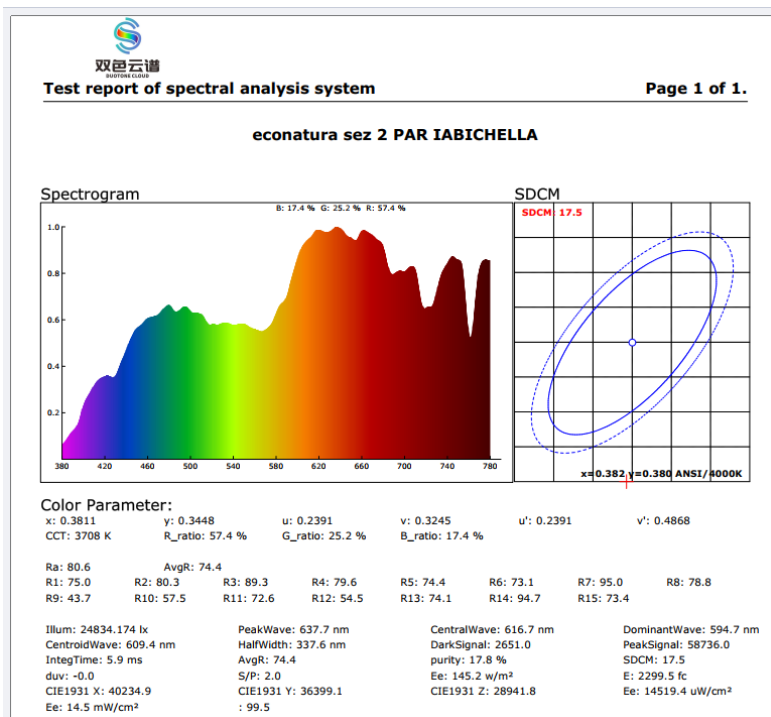 双色云谱
DUOTONE CLOUD
Test report of spectral analysis system Page 1 of 1.
econatura sez 2 PAR IABICHELLA
Spectrogram SDCM
B: 17.4 % G: 25.2 % R: 57.4 %
SDCM: 17.5
1.0
0.8
0.6
0.4
0.2
380 420 460 500 540 580 620 660 700 740 780
x=0.382 y=0.380 ANSI/4000K
Color Parameter:
x: 0.3811 y: 0.3448 u: 0.2391 v: 0.3245 u': 0.2391 v': 0.4868
CCT: 3708 K R_ratio: 57.4 % G_ratio: 25.2 % B_ratio: 17.4 %
Ra: 80.6 AvgR: 74.4
R1: 75.0 R2: 80.3 R3: 89.3 R4: 79.6 R5: 74.4 R6: 73.1 R7: 95.0 R8: 78.8
R9: 43.7 R10: 57.5 R11: 72.6 R12: 54.5 R13: 74.1 R14: 94.7 R15: 73.4
Illum: 24834.174 lx PeakWave: 637.7 nm CentralWave: 616.7 nm DominantWave: 594.7 nm
CentroidWave: 609.4 nm HalfWidth: 337.6 nm DarkSignal: 2651.0 PeakSignal: 58736.0
IntegTime: 5.9 ms AvgR: 74.4 purity: 17.8 % SDCM: 17.5
duv: -0.0 S/P: 2.0 Ee: 145.2 w/m² E: 2299.5 fc
CIE1931 X: 40234.9 CIE1931 Y: 36399.1 CIE1931 Z: 28941.8 Ee: 14519.4 uW/cm²
Ee: 14.5 mW/cm² : 99.5